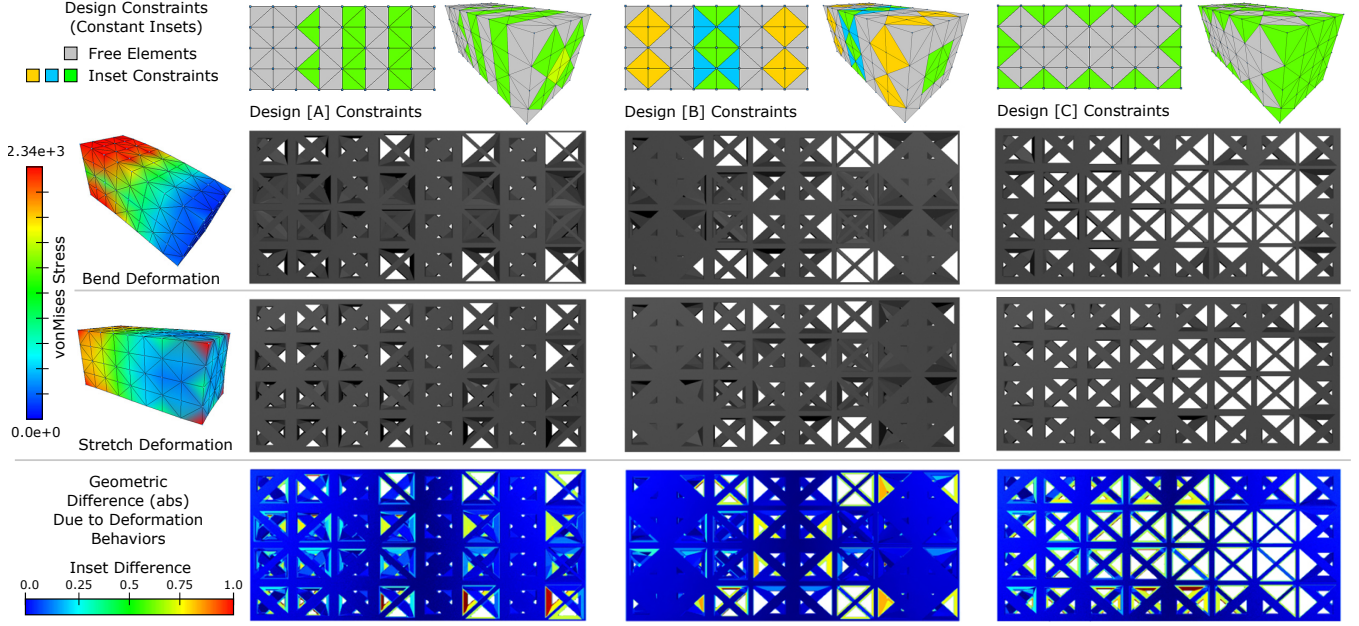 Design Constraints
(Constant Insets)
Free Elements
Inset Constraints
Design [A] Constraints
Design [B] Constraints
Design [C] Constraints
2.34e+3
vonMises Stress
0.0e+0
Bend Deformation
Stretch Deformation
Geometric
Difference (abs)
Due to Deformation
Behaviors
Inset Difference
0.0 0.25 0.5 0.75 1.0